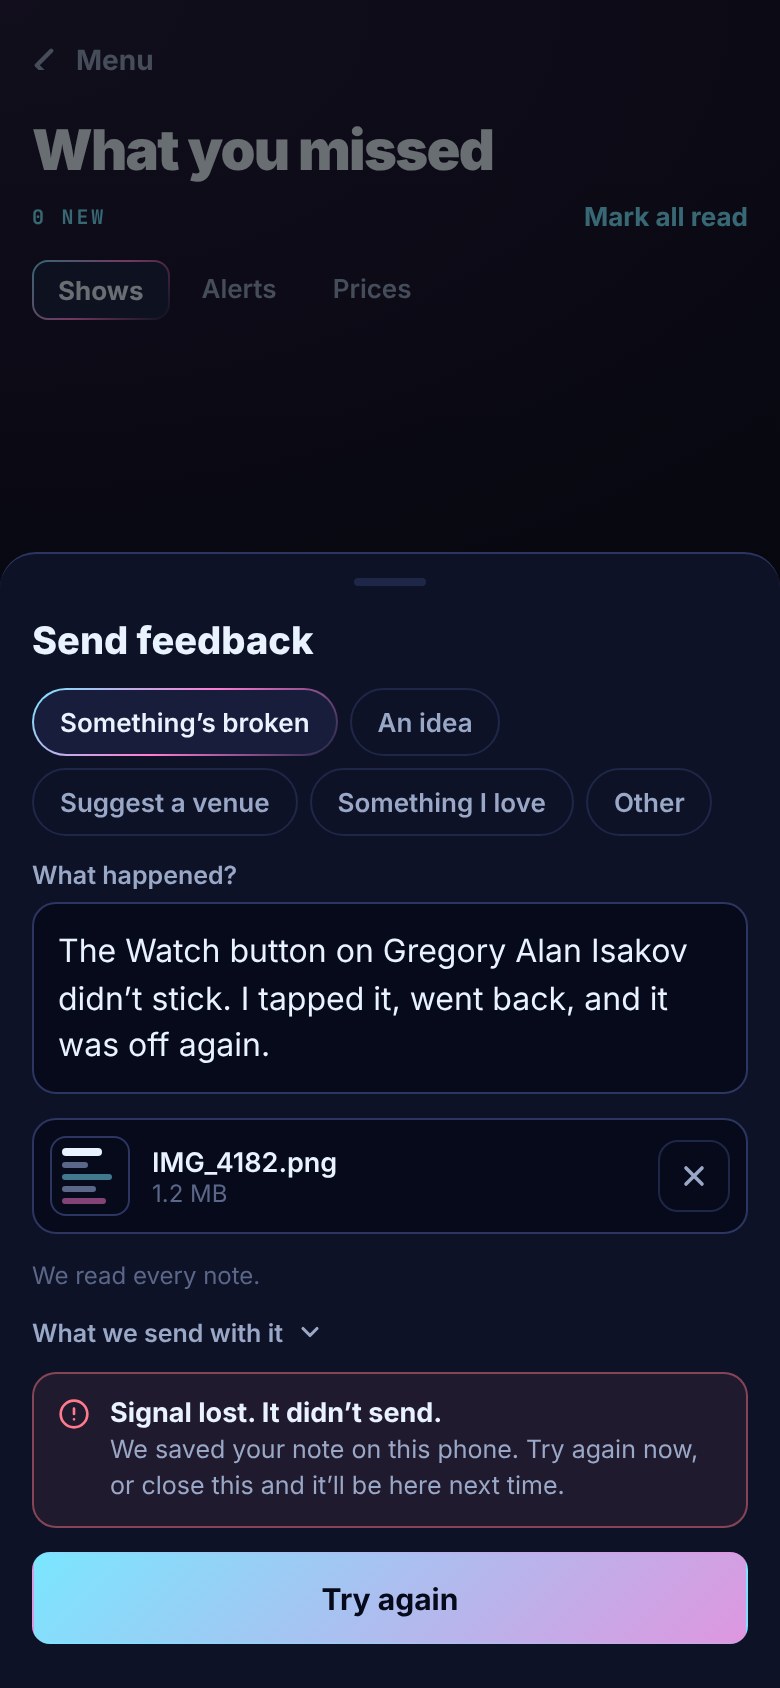 Menu
What you missed
0 NEW
Mark all read
Shows
Alerts
Prices
Send feedback
Something’s broken
An idea
Suggest a venue
Something I love
Other
What happened?
The Watch button on Gregory Alan Isakov
didn’t stick. I tapped it, went back, and it
was off again.
IMG_4182.png
1.2 MB
We read every note.
What we send with it
Signal lost. It didn’t send.
We saved your note on this phone. Try again now,
or close this and it’ll be here next time.
Try again